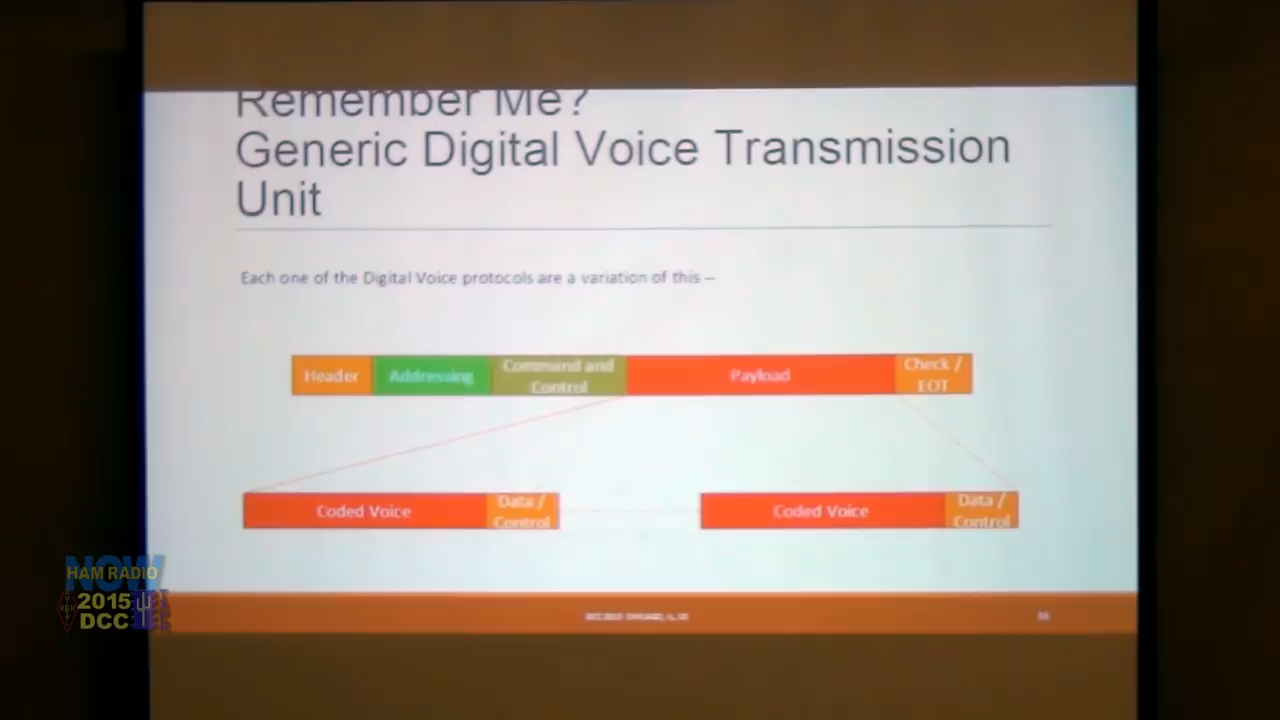 Remember Me?
Generic Digital Voice Transmission
Unit
Each one of the Digital Voice protocols are a variation of this --
Header
Addressing
Command and
Control
Payload
Check /
EOT
Coded Voice
Data /
Control
Coded Voice
Data /
Control
NOW
HAM RADIO
2015
DCC